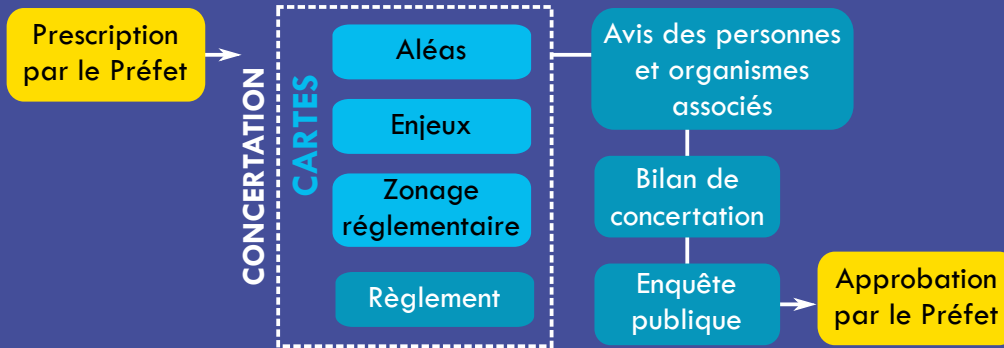 Prescription
par le Préfet
CONCERTATION
CARTES
Aléas
Enjeux
Zonage
réglementaire
Règlement
Avis des personnes
et organismes
associés
Bilan de
concertation
Enquête
publique
Approbation
par le Préfet